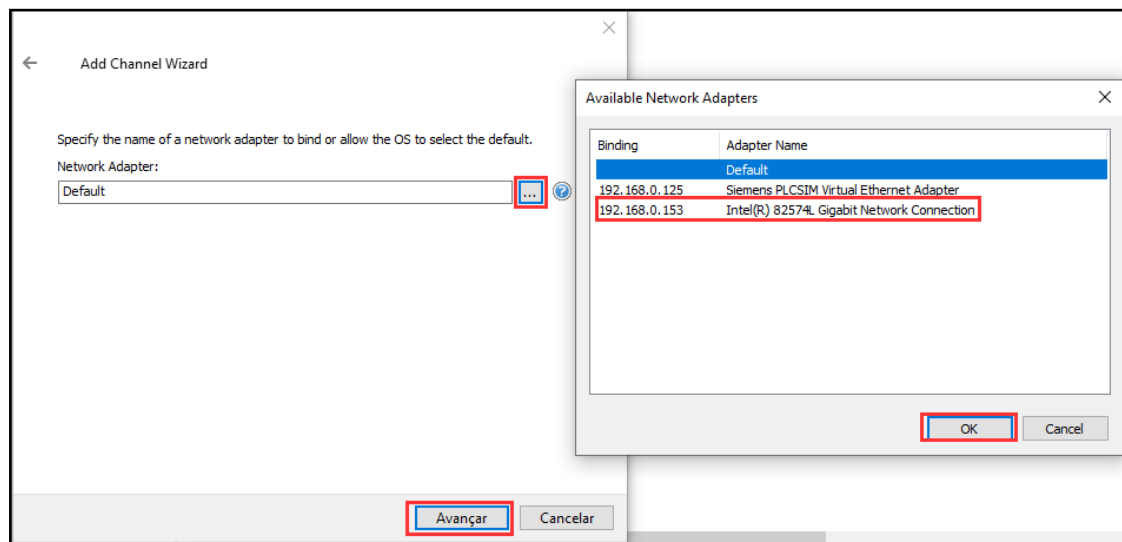 Add Channel Wizard
Specify the name of a network adapter to bind or allow the OS to select the default.
Network Adapter:
Default
...
?
Avançar
Cancelar
Available Network Adapters
Binding Adapter Name
Default
192.168.0.125 Siemens PLCSIM Virtual Ethernet Adapter
192.168.0.153 Intel(R) 82574L Gigabit Network Connection
OK
Cancel